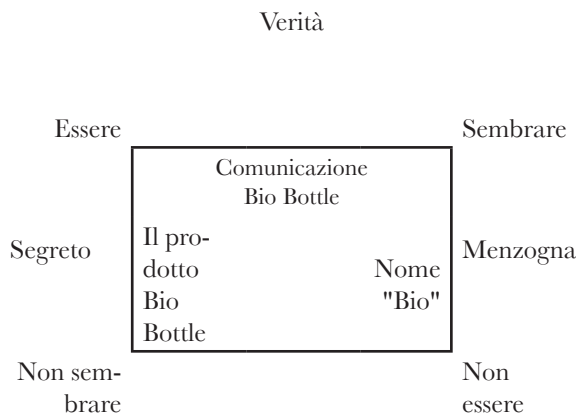 Verità
Essere
Sembrare
Comunicazione
Bio Bottle
Segreto
Il pro-
dotto
Bio
Bottle
Nome
"Bio"
Menzogna
Non sem-
brare
Non
essere